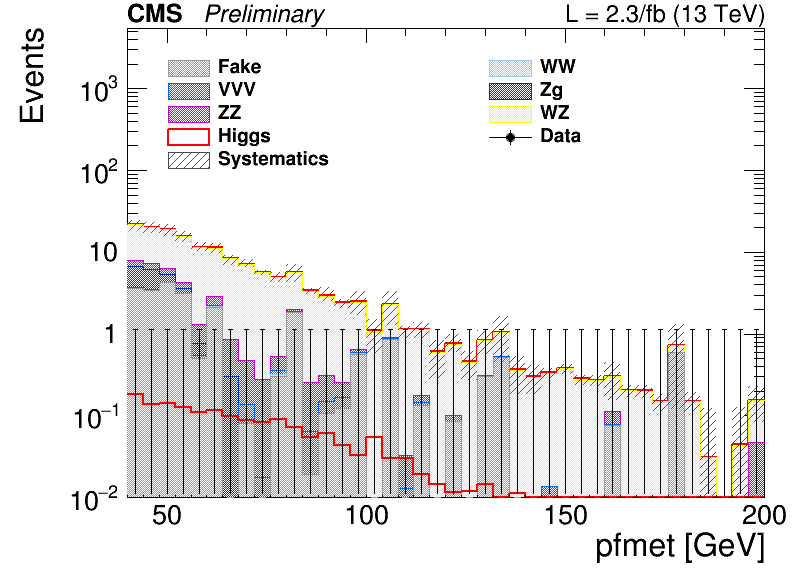 CMS Preliminary L = 2.3/fb (13 TeV)
Events
Fake WW
VVV Zg
ZZ WZ
Higgs Data
Systematics
10³
10²
10
1
10⁻¹
10⁻²
50 100 150 200
pfmet [GeV]